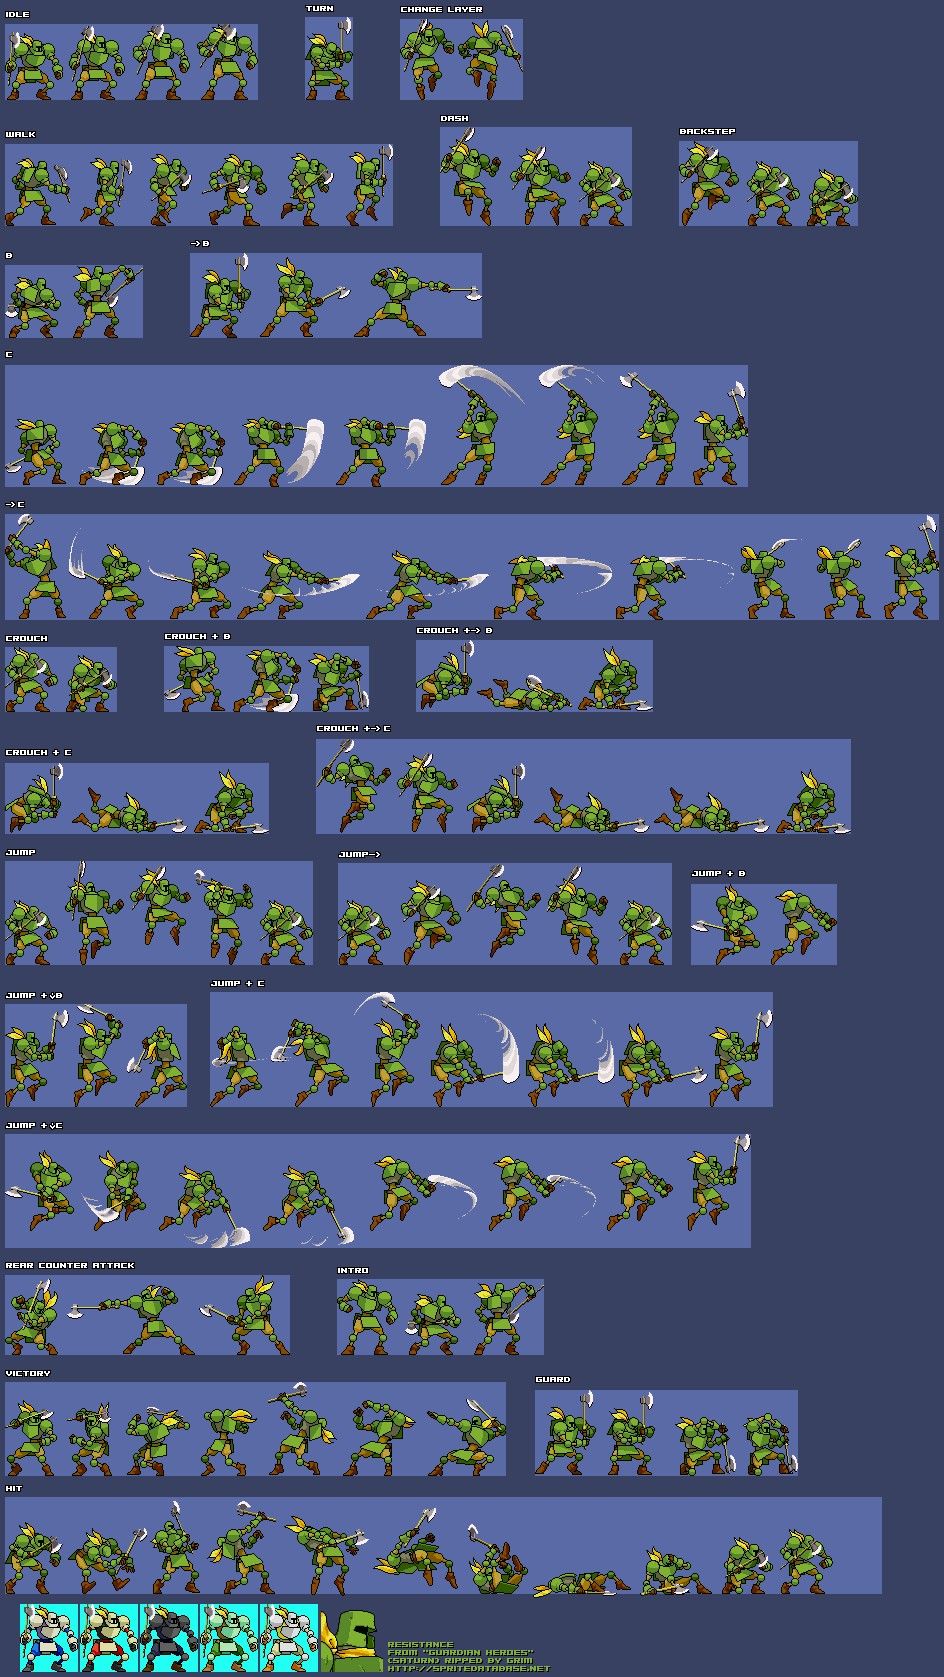 IDLE
TURN
CHANGE LAYER
WALK
DASH
BACKSTEP
B
->B
C
->C
CROUCH
CROUCH + B
CROUCH +-> B
CROUCH + C
CROUCH +-> C
JUMP
JUMP->
JUMP + B
JUMP +↓B
JUMP + C
JUMP +↓C
REAR COUNTER ATTACK
INTRO
VICTORY
GUARD
HIT
RESISTANCE
FROM "GUARDIAN HEROES"
(SATURN) RIPPED BY GRIM
HTTP://SPRITEDATABASE.NET